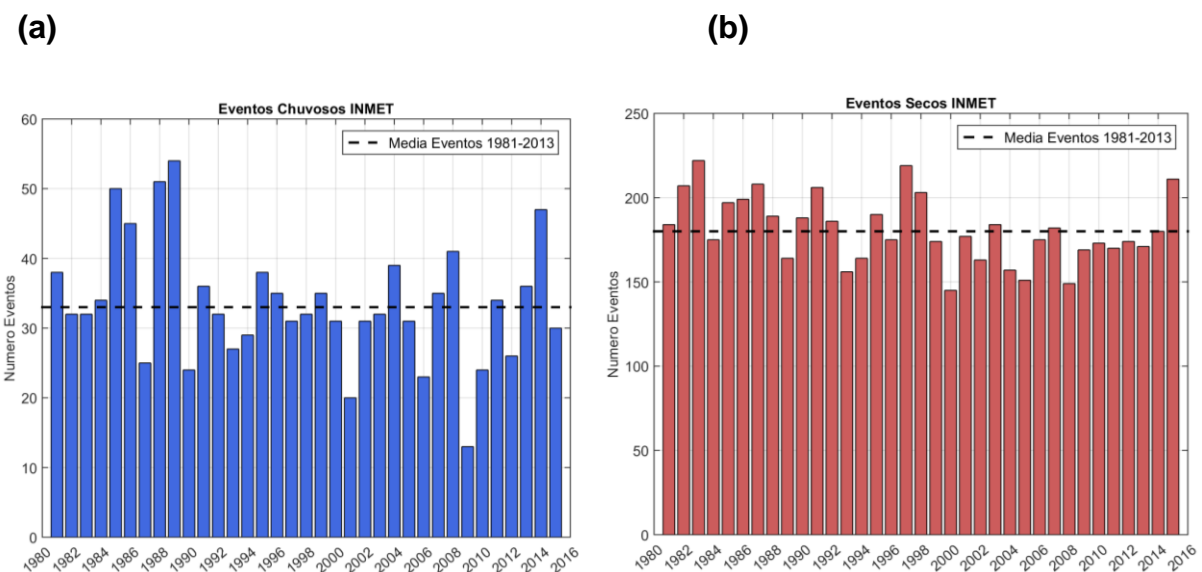 (a)
(b)
Eventos Chuvosos INMET
Media Eventos 1981-2013
Numero Eventos
60
50
40
30
20
10
0
1980 1982 1984 1986 1988 1990 1992 1994 1996 1998 2000 2002 2004 2006 2008 2010 2012 2014 2016
Eventos Secos INMET
Media Eventos 1981-2013
Numero Eventos
250
200
150
100
50
0
1980 1982 1984 1986 1988 1990 1992 1994 1996 1998 2000 2002 2004 2006 2008 2010 2012 2014 2016